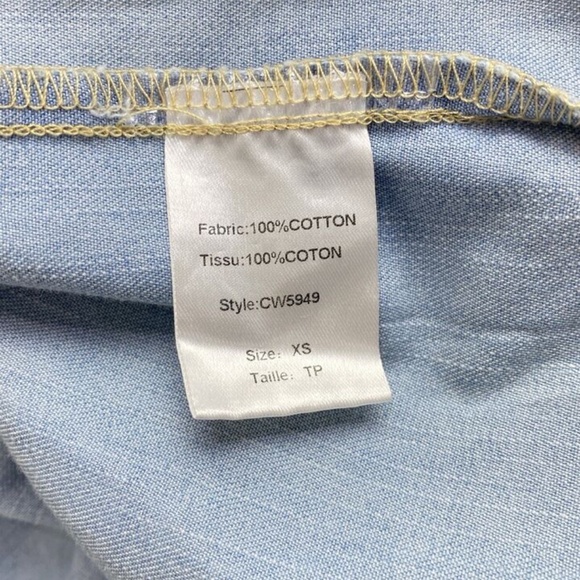 Fabric:100%COTTON
Tissu:100%COTON
Style:CW5949
Size: XS
Taille: TP